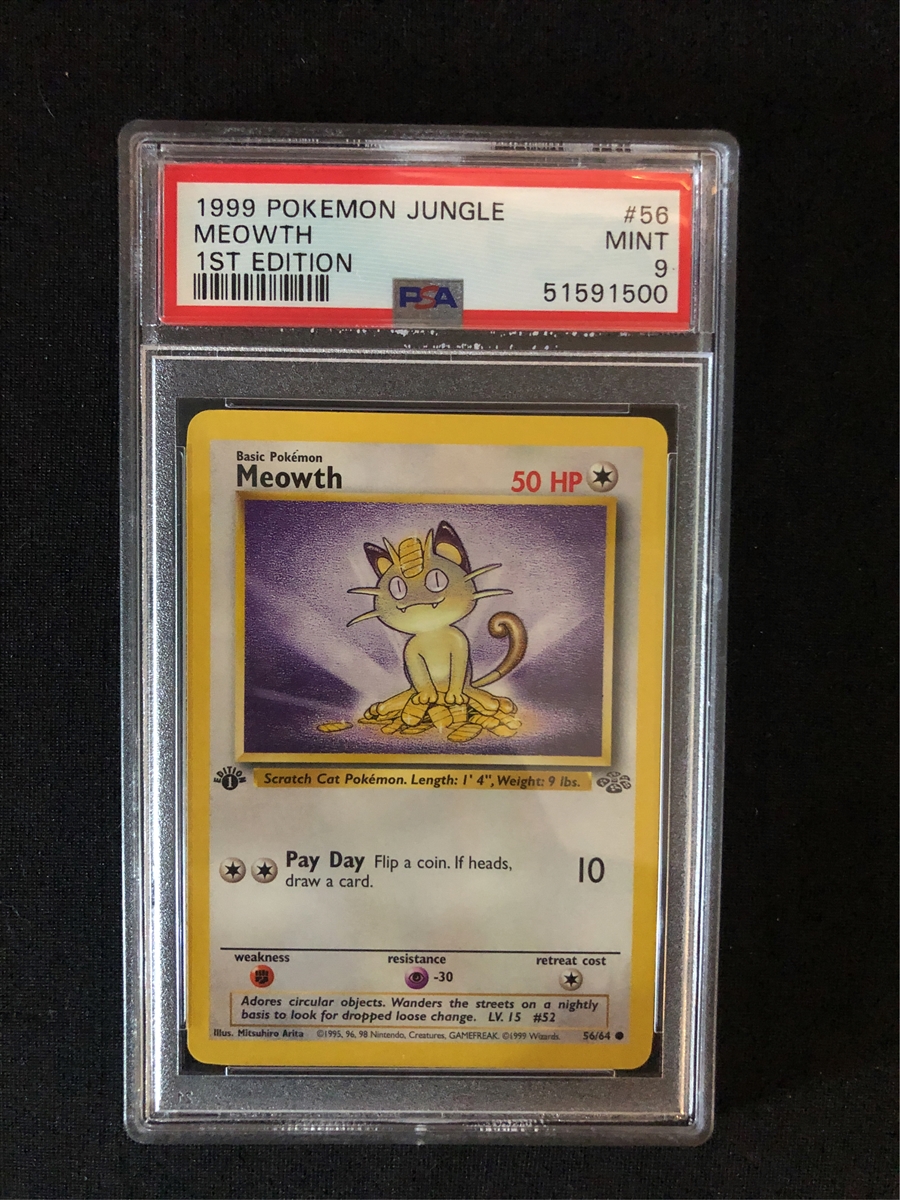 1999 POKEMON JUNGLE #56
MEOWTH MINT
1ST EDITION 9
PSA 51591500
Basic Pokémon
Meowth 50 HP
EDITION
1
Scratch Cat Pokémon. Length: 1' 4", Weight: 9 lbs.
Pay Day Flip a coin. If heads, 10
draw a card.
weakness resistance retreat cost
-30
Adores circular objects. Wanders the streets on a nightly
basis to look for dropped loose change. LV. 15 #52
Illus. Mitsuhiro Arita ©1995, 96, 98 Nintendo, Creatures, GAMEFREAK. ©1999 Wizards. 56/64